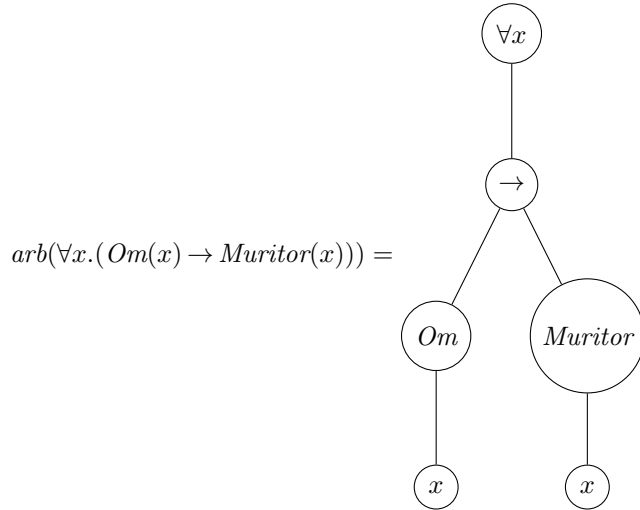 ∀x
→
arb(∀x.(Om(x) → Muritor(x))) =
Om
Muritor
x
x